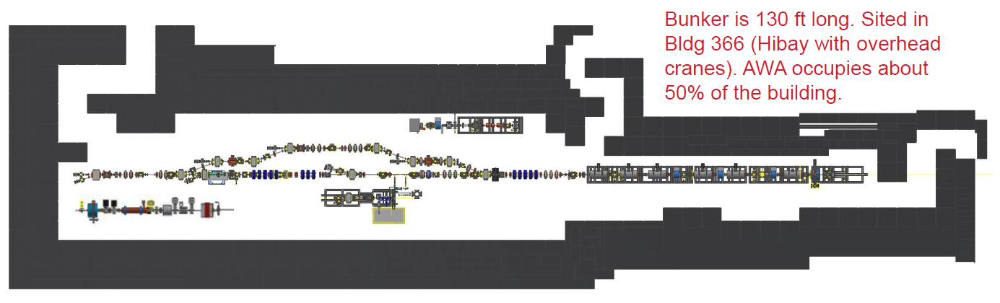 Bunker is 130 ft long. Sited in
Bldg 366 (Hibay with overhead
cranes). AWA occupies about
50% of the building.